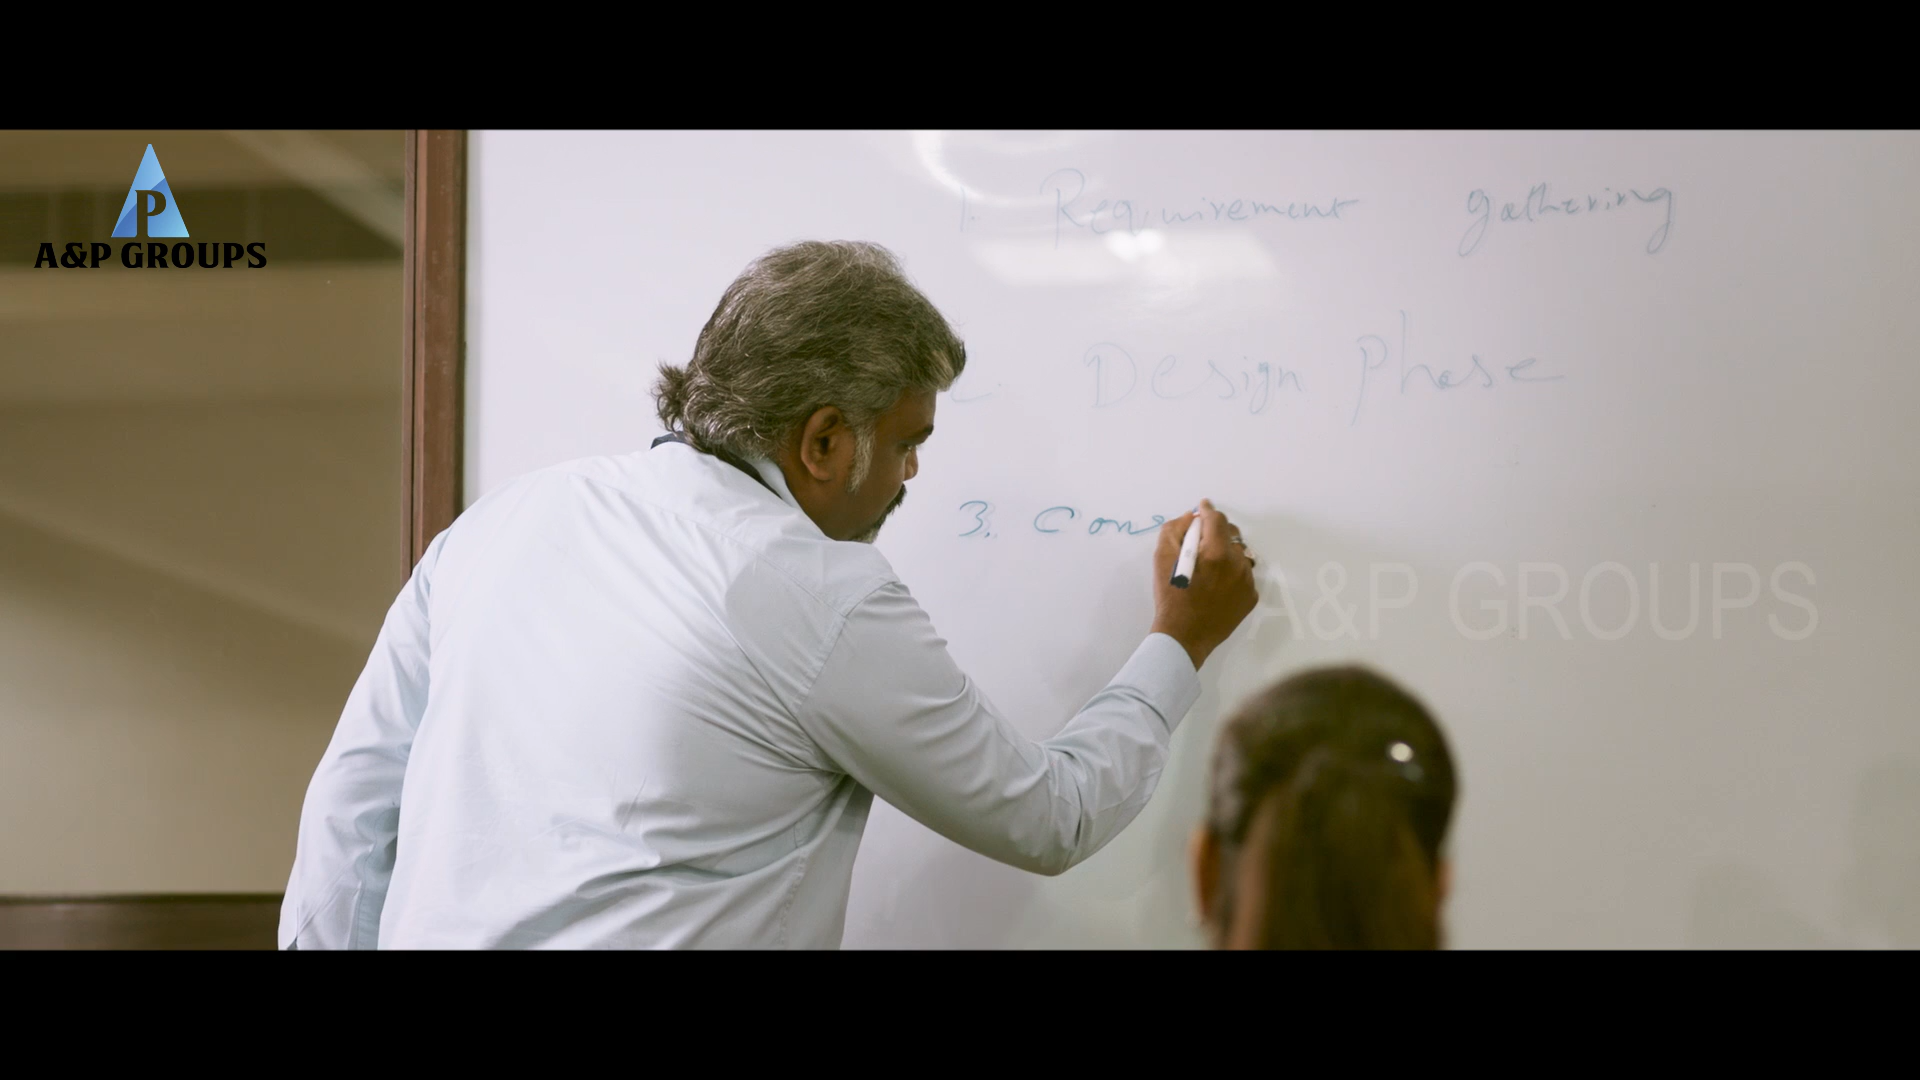 P
A&P GROUPS
1. Requirement gathering
Design Phase
3. Cons
A&P GROUPS